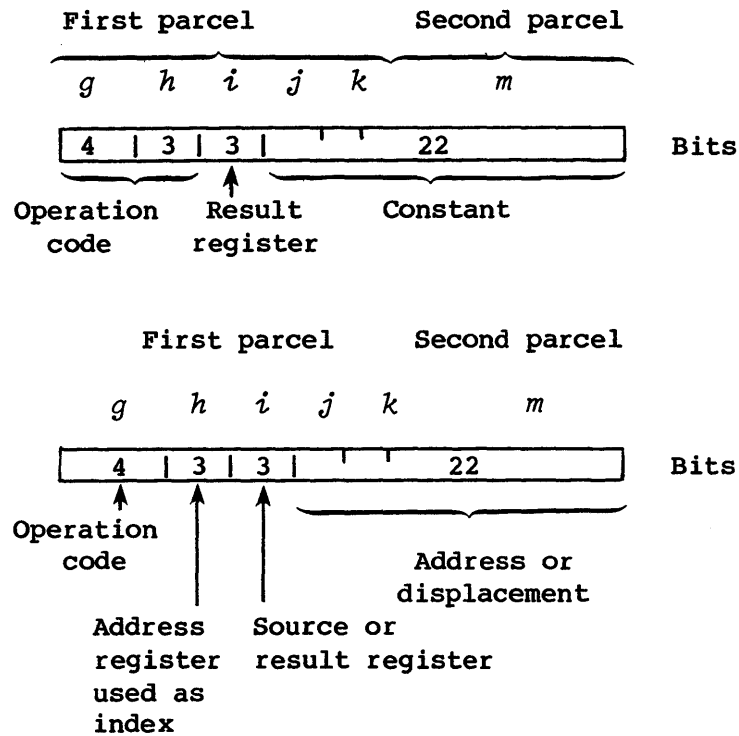 First parcel Second parcel
g h i j k m
4 | 3 | 3 | 22 Bits
Operation Result Constant
code register
First parcel Second parcel
g h i j k m
4 | 3 | 3 | 22 Bits
Operation
code Address or
displacement
Address Source or
register result register
used as
index